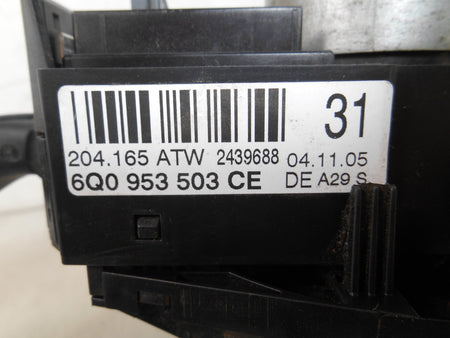 31
204.165 ATW 2439688 04.11.05
6Q0 953 503 CE DE A29 S